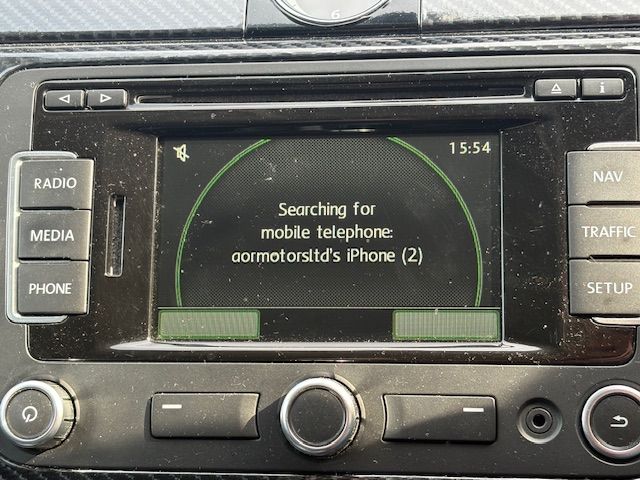 RADIO
MEDIA
PHONE
15:54
Searching for
mobile telephone:
aormotorsltd's iPhone (2)
NAV
TRAFFIC
SETUP
i